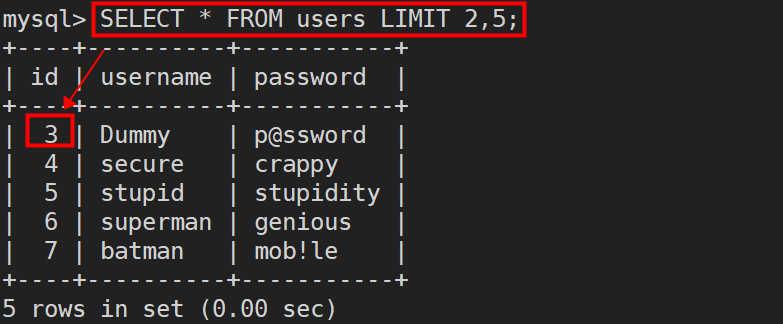 mysql> SELECT * FROM users LIMIT 2,5;
+----+----------+-----------+
| id | username | password  |
+----+----------+-----------+
|  3 | Dummy    | p@ssword  |
|  4 | secure   | crappy    |
|  5 | stupid   | stupidity |
|  6 | superman | genious   |
|  7 | batman   | mob!le    |
+----+----------+-----------+
5 rows in set (0.00 sec)